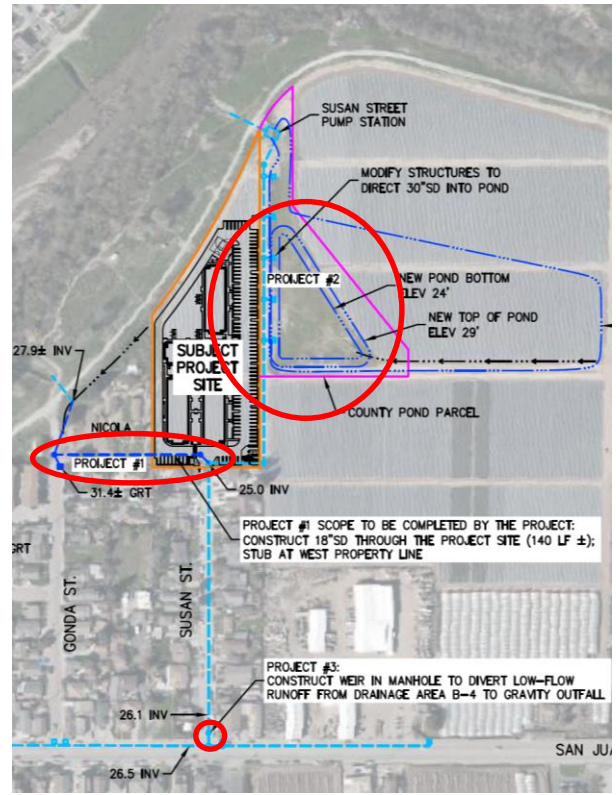 SUSAN STREET
PUMP STATION
MODIFY STRUCTURES TO
DIRECT 30"SD INTO POND
PROJECT #2
NEW POND BOTTOM
ELEV 24'
NEW TOP OF POND
ELEV 29'
27.9± INV
SUBJECT
PROJECT
SITE
COUNTY POND PARCEL
NICOLA
PROJECT #1
31.4± GRT
25.0 INV
PROJECT #1 SCOPE TO BE COMPLETED BY THE PROJECT:
CONSTRUCT 18"SD THROUGH THE PROJECT SITE (140 LF ±);
STUB AT WEST PROPERTY LINE
GRT
GONDA ST.
SUSAN ST.
PROJECT #3:
CONSTRUCT WEIR IN MANHOLE TO DIVERT LOW-FLOW
RUNOFF FROM DRAINAGE AREA B-4 TO GRAVITY OUTFALL
26.1 INV
26.5 INV
SAN JUA